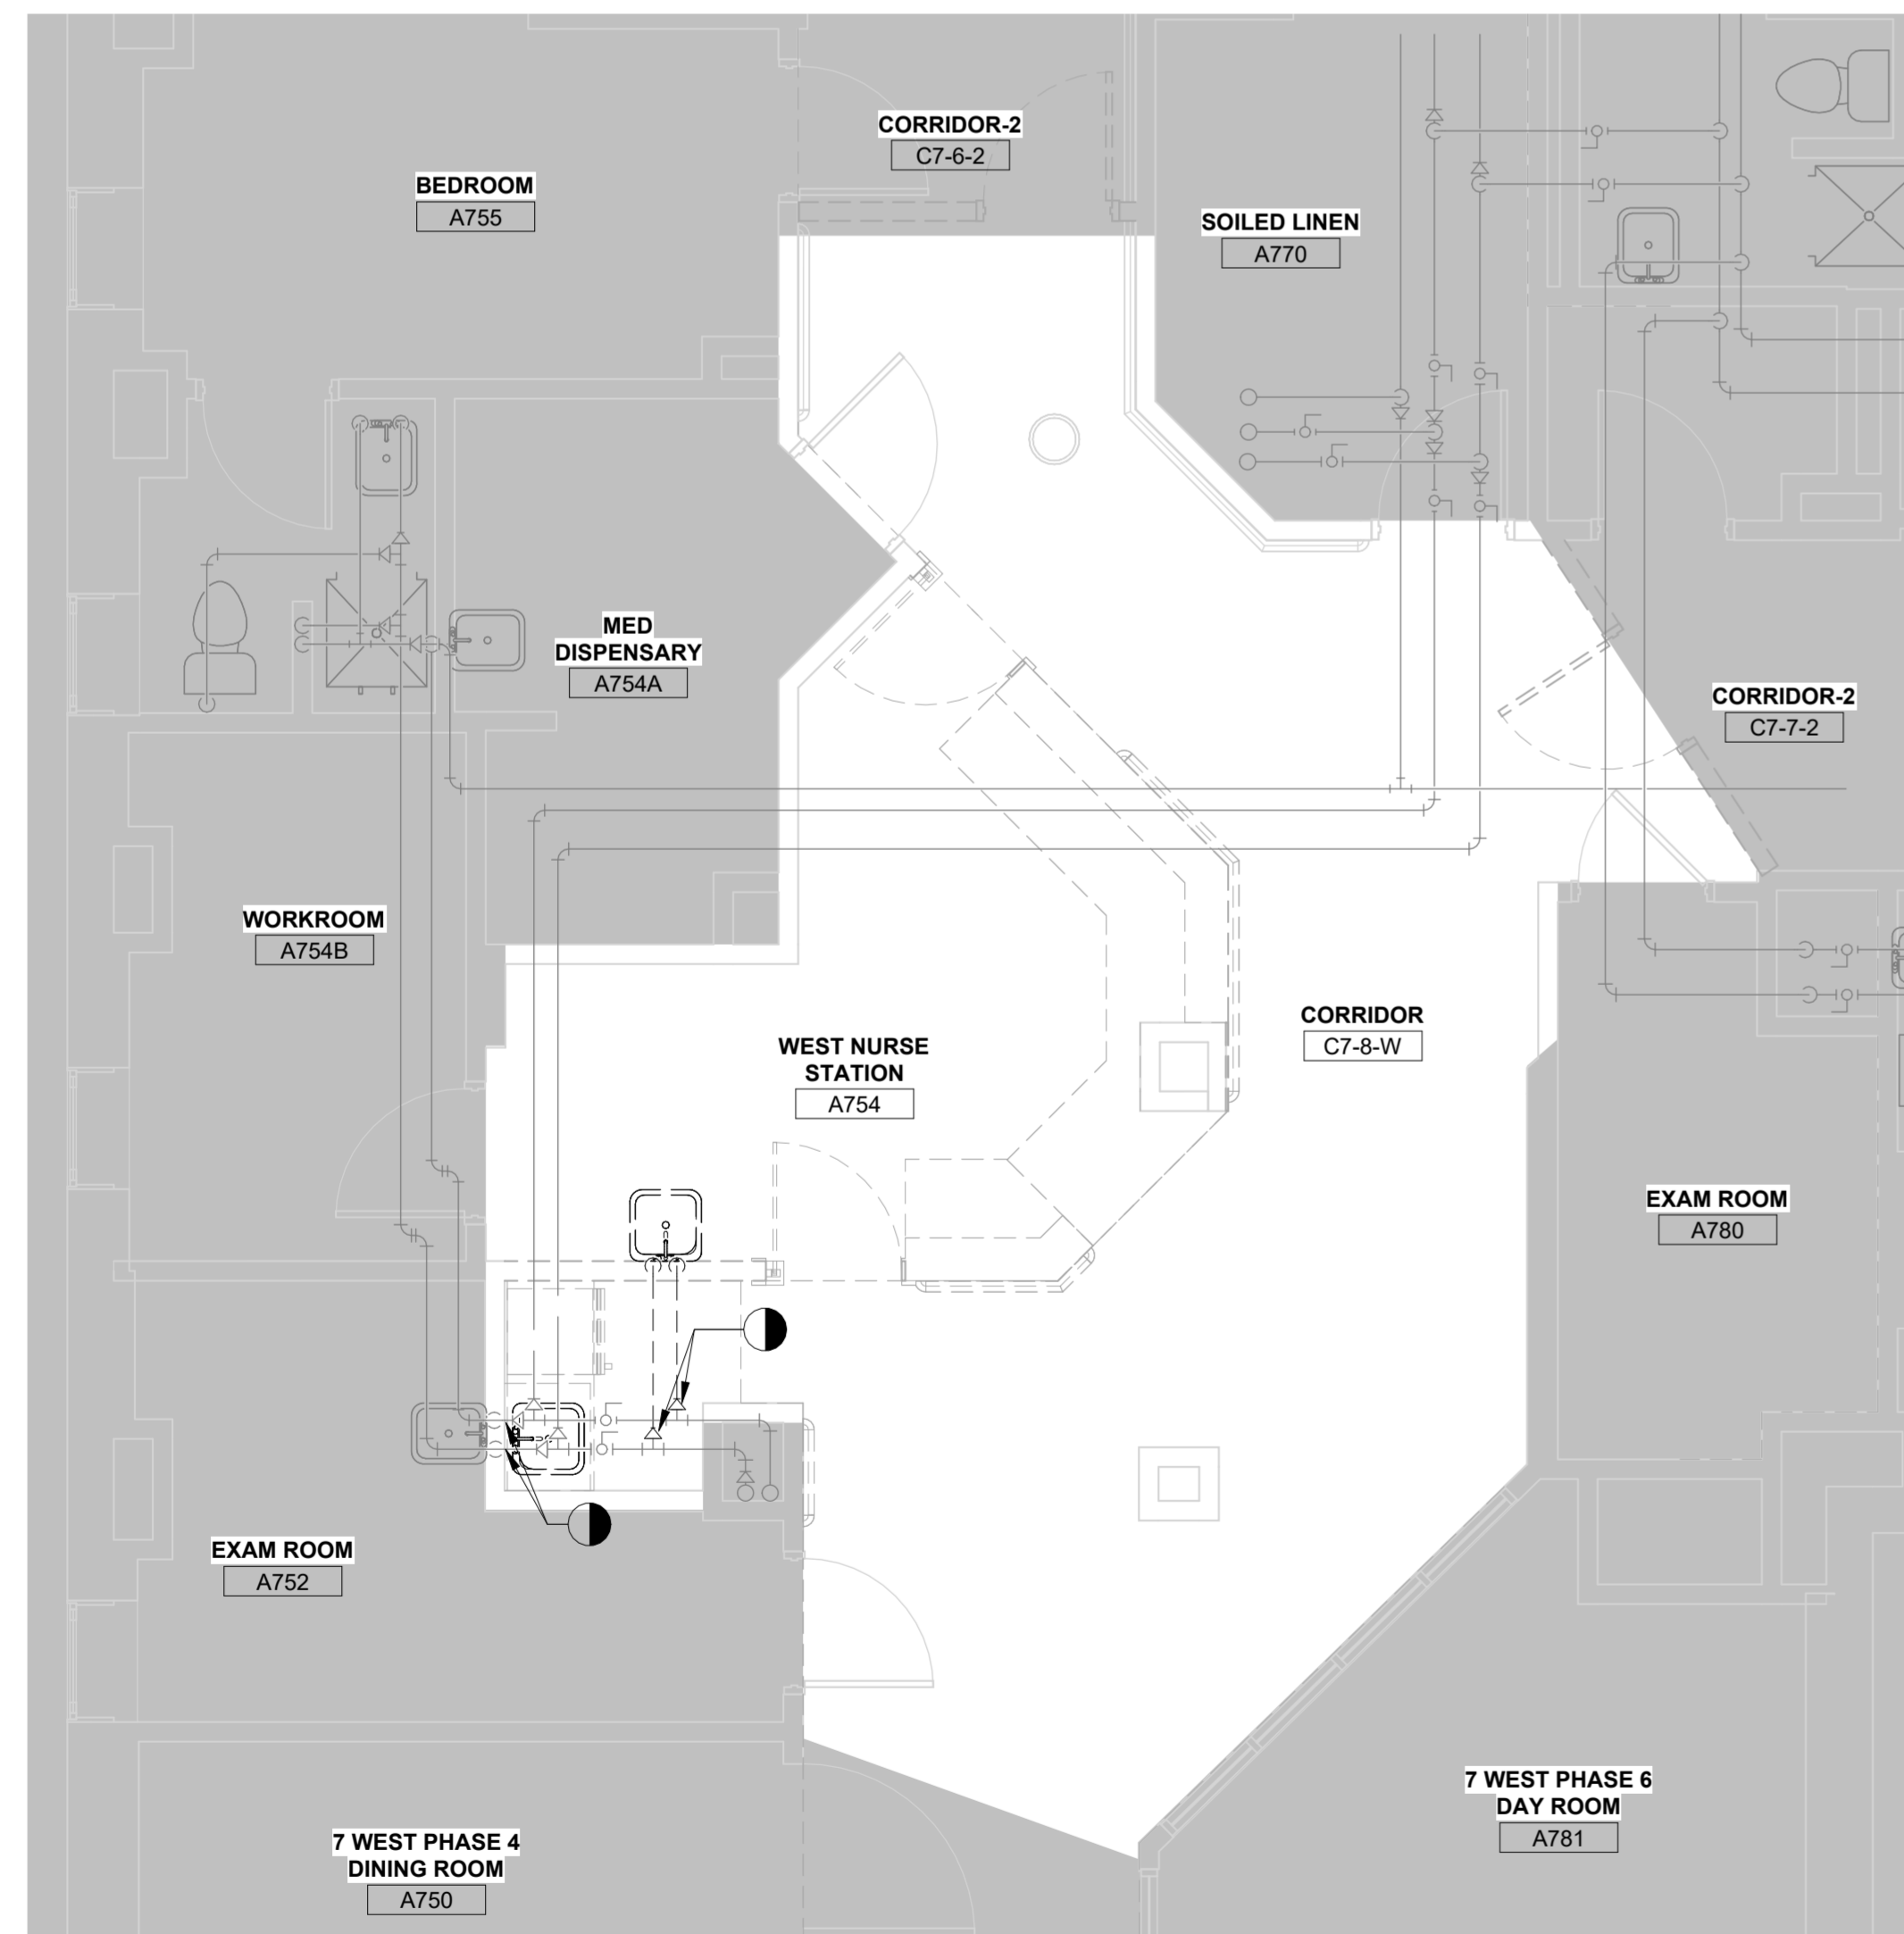 CORRIDOR-2
C7-6-2
BEDROOM
A755
SOILED LINEN
A770
MED
DISPENSARY
A754A
CORRIDOR-2
C7-7-2
WORKROOM
A754B
CORRIDOR
C7-8-W
WEST NURSE
STATION
A754
EXAM ROOM
A780
EXAM ROOM
A752
7 WEST PHASE 6
DAY ROOM
A781
7 WEST PHASE 4
DINING ROOM
A750